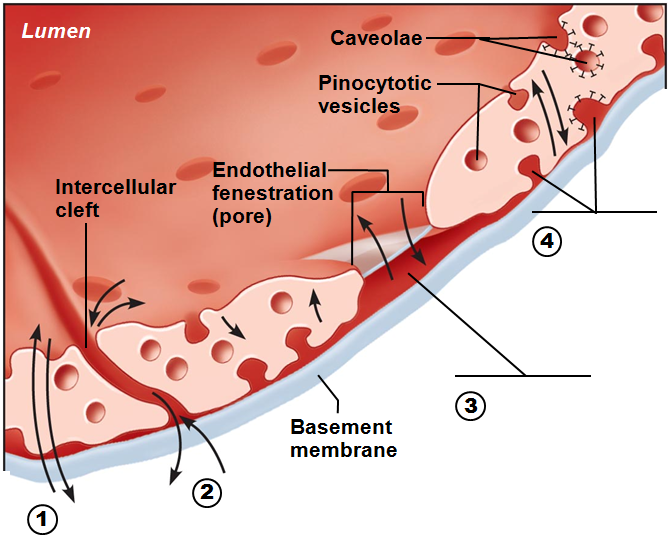 Lumen
Caveolae
Pinocytotic
vesicles
Endothelial
fenestration
(pore)
Intercellular
cleft
4
3
Basement
membrane
2
1